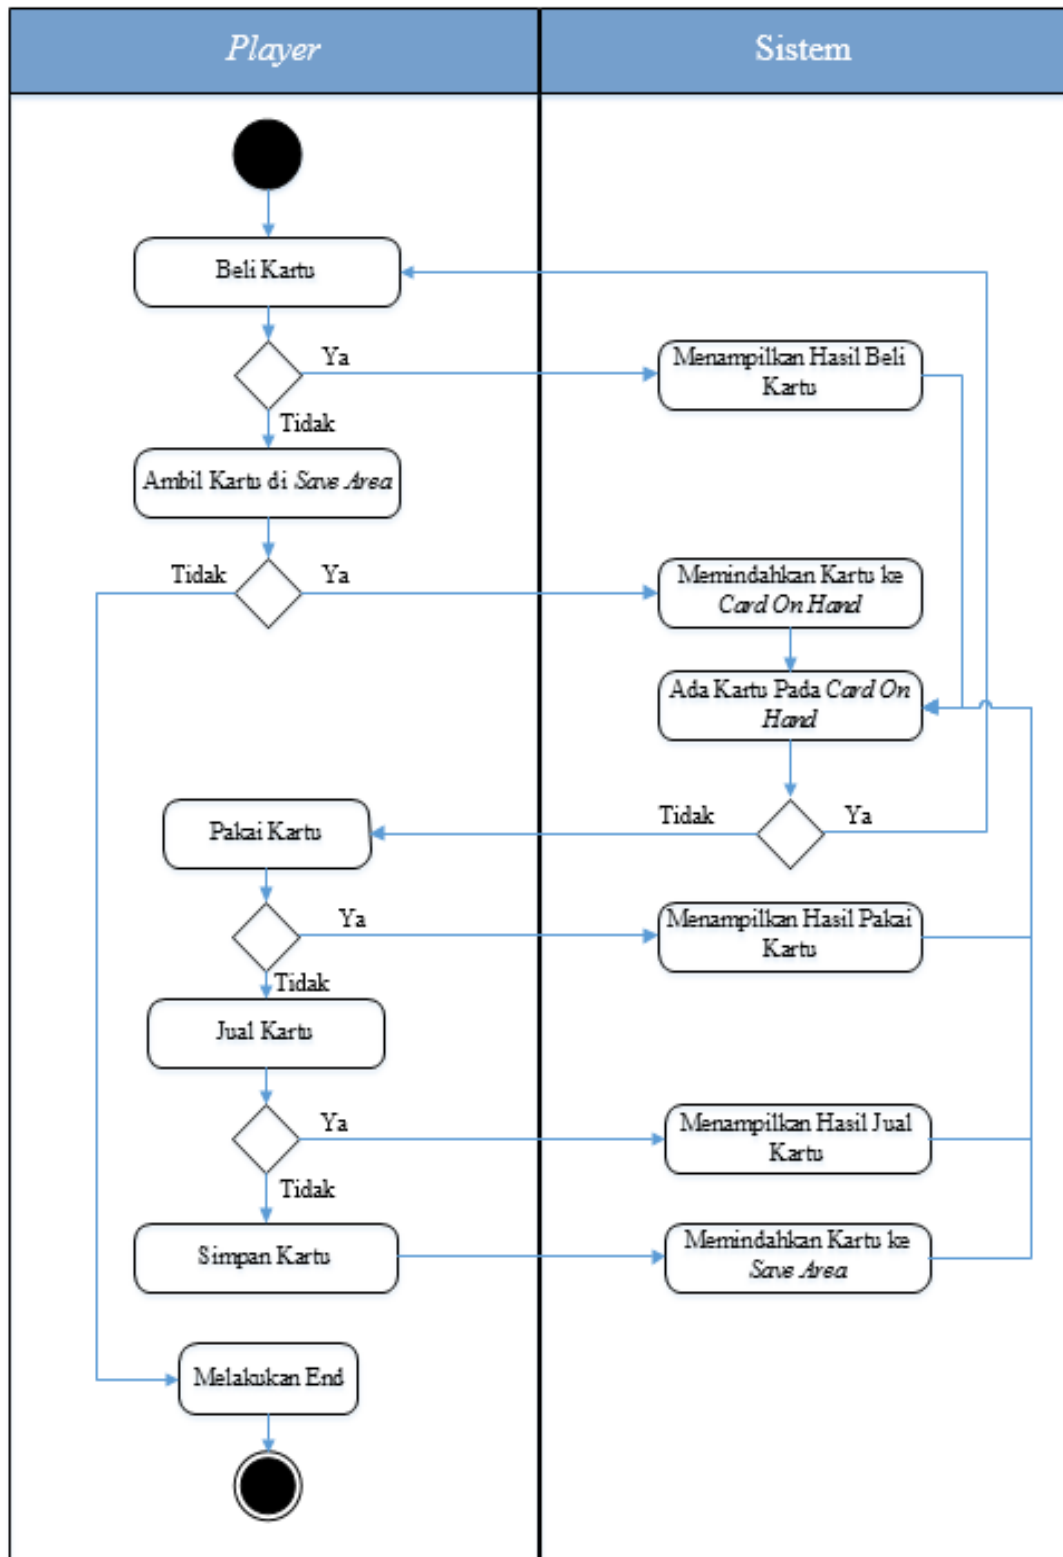 Player
Sistem
Beli Kartu
Ya
Menampilkan Hasil Beli
Kartu
Tidak
Ambil Kartu di Save Area
Tidak
Ya
Memindahkan Kartu ke
Card On Hand
Ada Kartu Pada Card On
Hand
Pakai Kartu
Tidak
Ya
Ya
Menampilkan Hasil Pakai
Kartu
Tidak
Jual Kartu
Ya
Menampilkan Hasil Jual
Kartu
Tidak
Simpan Kartu
Memindahkan Kartu ke
Save Area
Melakukan End